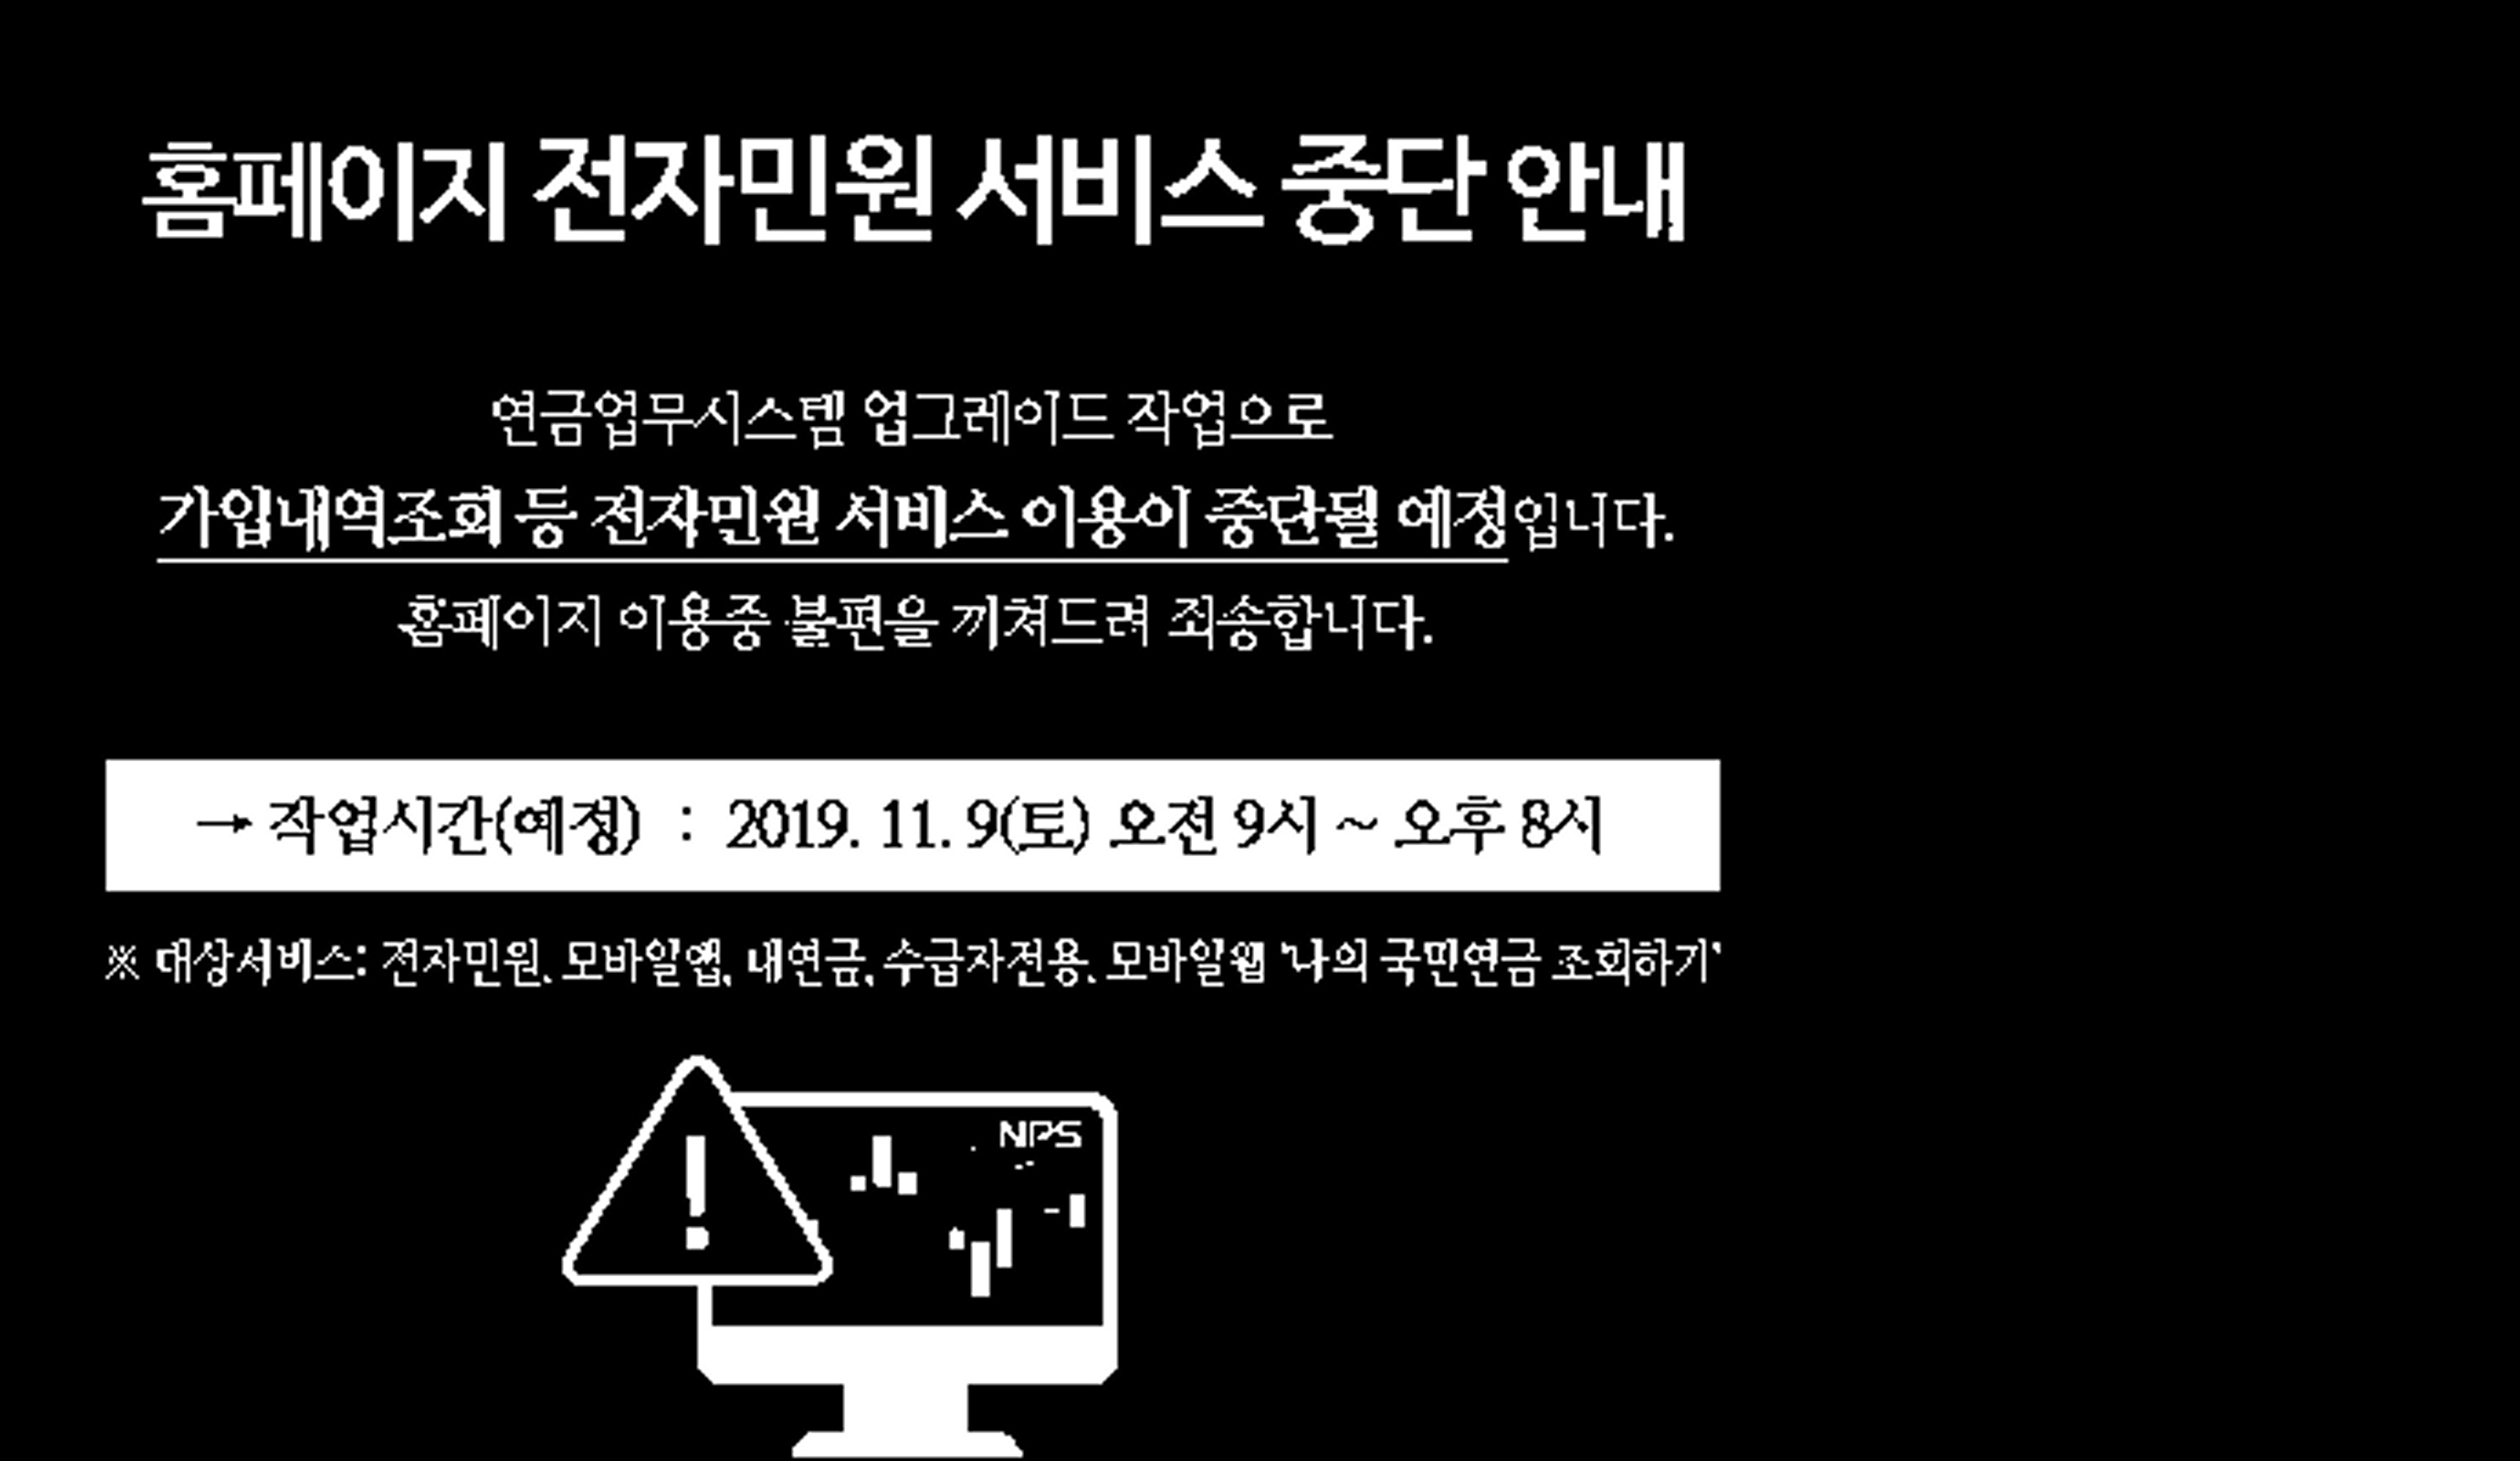 홈페이지 전자민원 서비스 중단 안내
연금업무시스템 업그레이드 작업으로
가입내역조회 등 전자민원 서비스 이용이 중단될 예정입니다.
홈페이지 이용중 불편을 끼쳐드려 죄송합니다.
→ 작업시간(예정) : 2019. 11. 9(토) 오전 9시 ~ 오후 8시
※ 대상서비스: 전자민원, 모바일앱, 내연금, 수급자전용, 모바일웹 '나의 국민연금 조회하기'
NPS